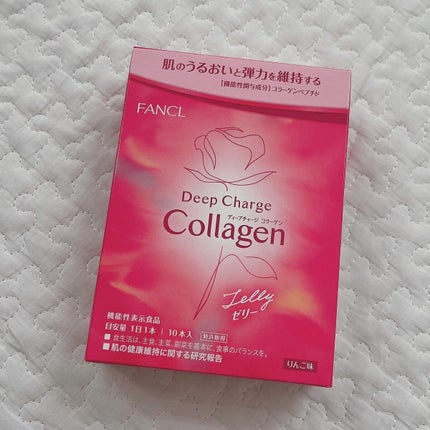 肌のうるおいと弾力を維持する
【機能性関与成分】コラーゲンペプチド
FANCL
Deep Charge
ディープチャージ コラーゲン
Collagen
Jelly
ゼリー
機能性表示食品
目安量 1日1本 | 10本入 特許取得
■食生活は、主食、主菜、副菜を基本に、食事のバランスを。
■肌の健康維持に関する研究報告
りんご味